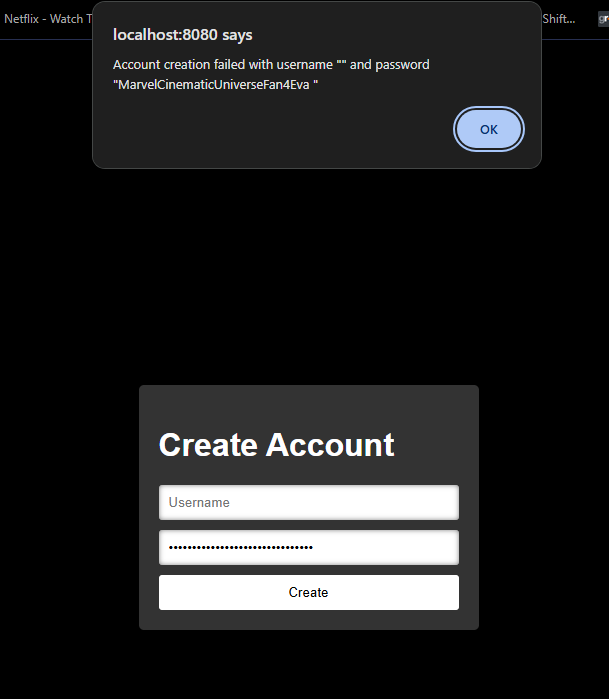 Netflix - Watch T
Shift...
localhost:8080 says
Account creation failed with username "" and password
"MarvelCinematicUniverseFan4Eva "
OK
Create Account
Username
•••••••••••••••••••••••••••••••
Create